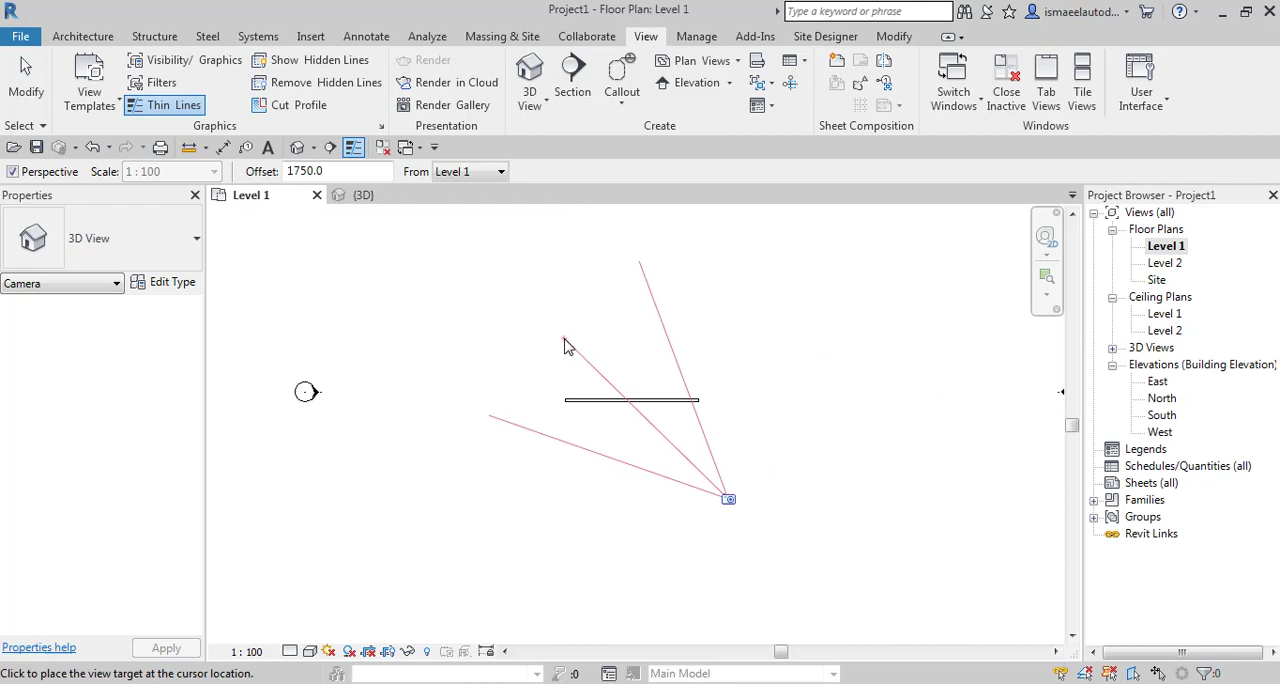 Project1 - Floor Plan: Level 1
Type a keyword or phrase
ismaeelautod...
File Architecture Structure Steel Systems Insert Annotate Analyze Massing & Site Collaborate View Manage Add-Ins Site Designer Modify
Modify
View
Templates
Visibility/ Graphics
Filters
Thin Lines
Show Hidden Lines
Remove Hidden Lines
Cut Profile
Render
Render in Cloud
Render Gallery
3D
View
Section
Callout
Plan Views
Elevation
Switch
Windows
Close
Inactive
Tab
Views
Tile
Views
User
Interface
Select Graphics Presentation Create Sheet Composition Windows
Perspective Scale: 1 : 100 Offset: 1750.0 From Level 1
Properties
Level 1
{3D}
Project Browser - Project1
3D View
Camera
Edit Type
Properties help
Apply
2D
Views (all)
Floor Plans
Level 1
Level 2
Site
Ceiling Plans
Level 1
Level 2
3D Views
Elevations (Building Elevation)
East
North
South
West
Legends
Schedules/Quantities (all)
Sheets (all)
Families
Groups
Revit Links
1 : 100
Click to place the view target at the cursor location.
:0
Main Model
:0